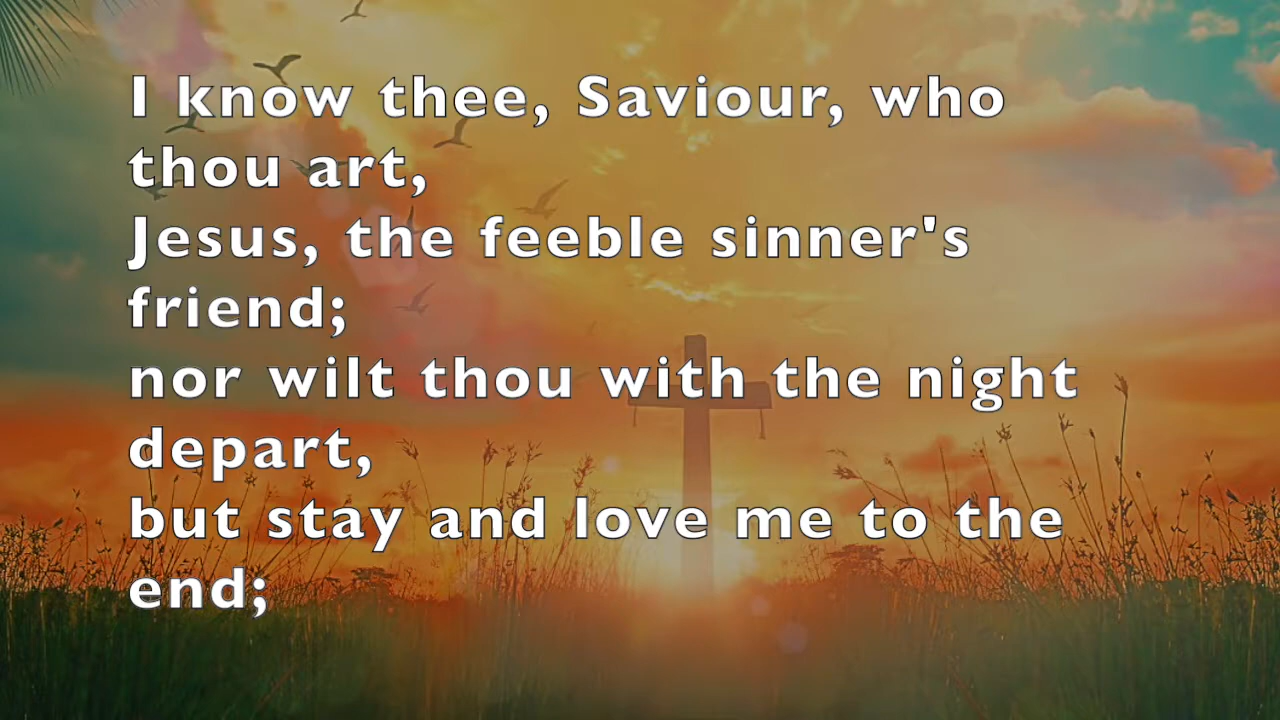 I know thee, Saviour, who
thou art,
Jesus, the feeble sinner's
friend;
nor wilt thou with the night
depart,
but stay and love me to the
end;